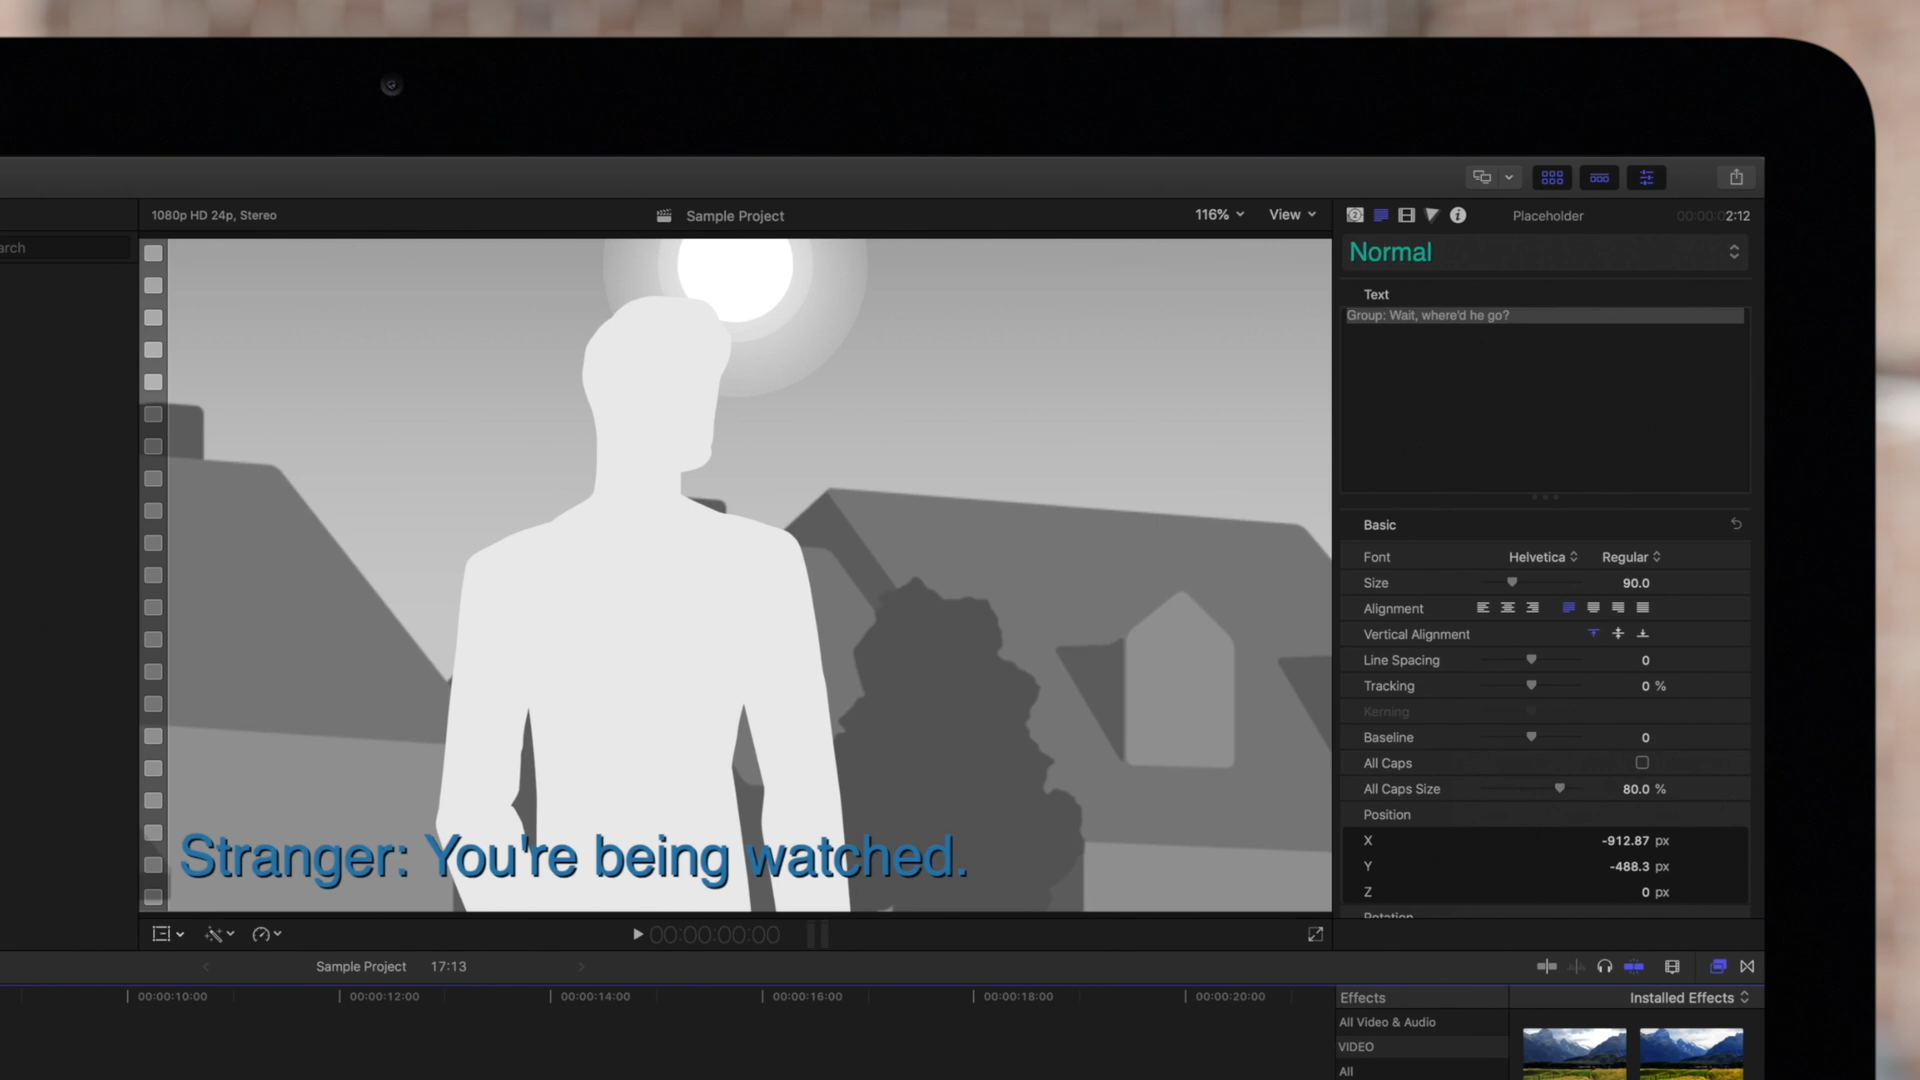 1080p HD 24p, Stereo
Sample Project
116%
View
Placeholder
00:00:02:12
arch
Normal
Text
Group: Wait, where'd he go?
Basic
Font Helvetica Regular
Size 90.0
Alignment
Vertical Alignment
Line Spacing 0
Tracking 0 %
Kerning
Baseline 0
All Caps
All Caps Size 80.0 %
Position
X -912.87 px
Y -488.3 px
Z 0 px
Rotation
Stranger: You're being watched.
00:00:00:00
Sample Project 17:13
00:00:10:00 00:00:12:00 00:00:14:00 00:00:16:00 00:00:18:00 00:00:20:00
Effects
Installed Effects
All Video & Audio
VIDEO
All